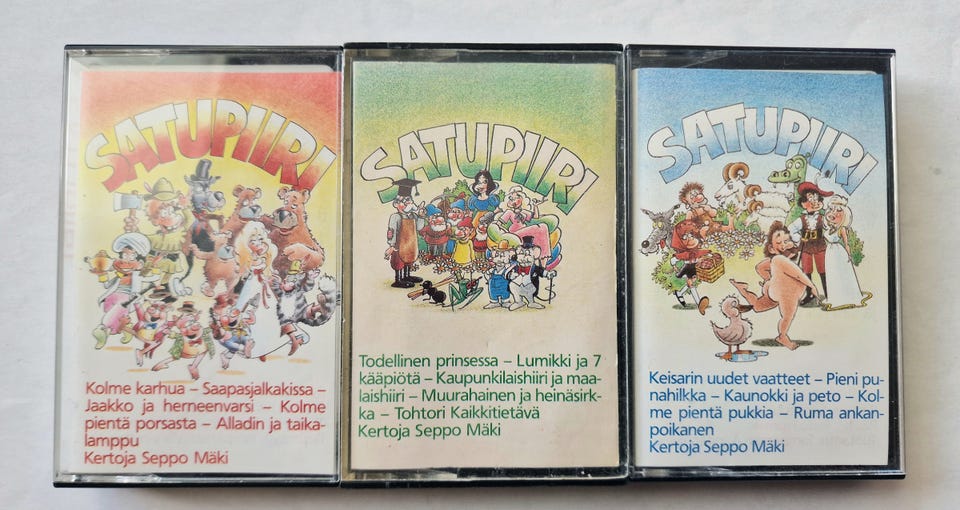 SATUPIIRI
Kolme karhua – Saapasjalkakissa –
Jaakko ja herneenvarsi – Kolme
pientä porsasta – Alladin ja taika-
lamppu
Kertoja Seppo Mäki
SATUPIIRI
Todellinen prinsessa – Lumikki ja 7
kääpiötä – Kaupunkilaishiiri ja maa-
laishiiri – Muurahainen ja heinäsirk-
ka – Tohtori Kaikkitietävä
Kertoja Seppo Mäki
SATUPIIRI
Keisarin uudet vaatteet – Pieni pu-
nahilkka – Kaunokki ja peto – Kol-
me pientä pukkia – Ruma ankan-
poikanen
Kertoja Seppo Mäki